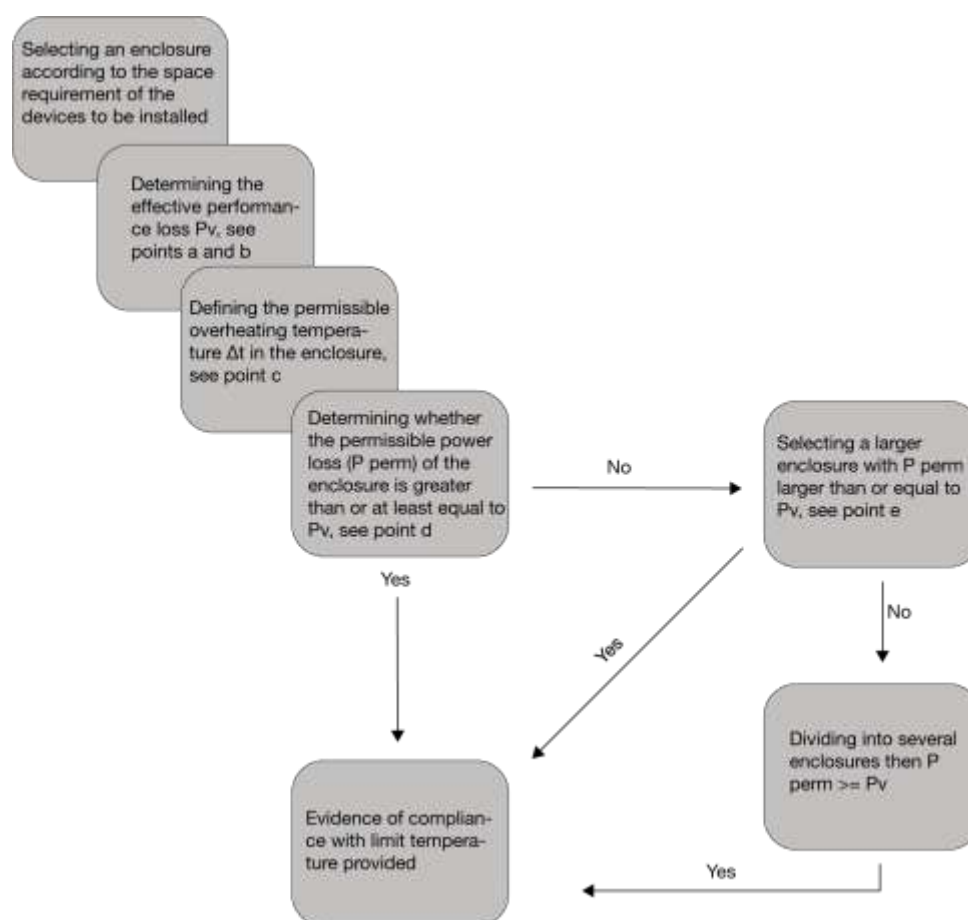 Selecting an enclosure
according to the space
requirement of the
devices to be installed
Determining the
effective performan-
ce loss Pv, see
points a and b
Defining the permissible
overheating tempera-
ture Δt in the enclosure,
see point c
Determining whether
the permissible power
loss (P perm) of the
enclosure is greater
than or at least equal to
Pv, see point d
No
Selecting a larger
enclosure with P perm
larger than or equal to
Pv, see point e
Yes
No
Yes
Dividing into several
enclosures then P
perm >= Pv
Evidence of complian-
ce with limit tempera-
ture provided
Yes